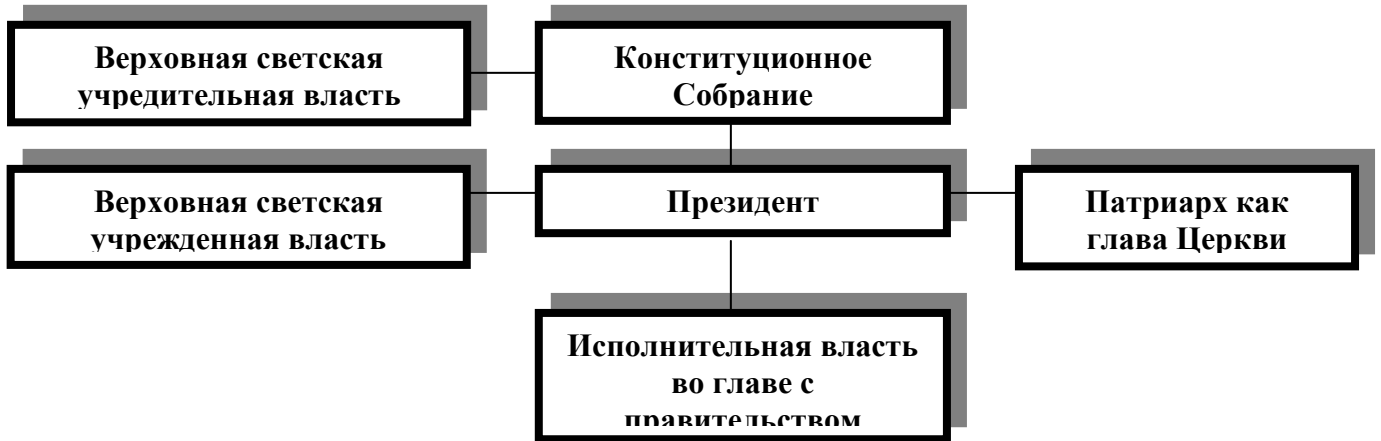 Верховная светская
учредительная власть
Конституционное
Собрание
Верховная светская
учрежденная власть
Президент
Патриарх как
глава Церкви
Исполнительная власть
во главе с
правительством